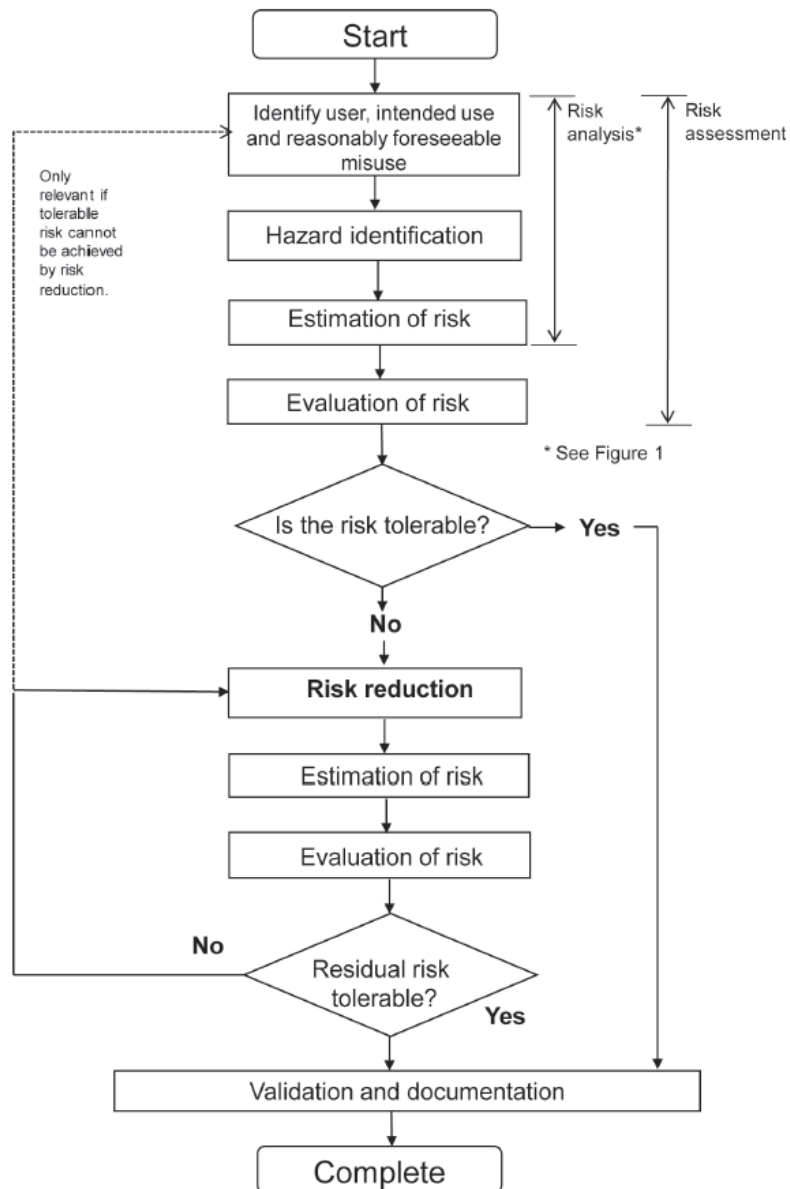 Start
Identify user, intended use
and reasonably foreseeable
misuse
Risk
analysis*
Risk
assessment
Only
relevant if
tolerable
risk cannot
be achieved
by risk
reduction.
Hazard identification
Estimation of risk
Evaluation of risk
* See Figure 1
Is the risk tolerable?
Yes
No
Risk reduction
Estimation of risk
Evaluation of risk
No
Residual risk
tolerable?
Yes
Validation and documentation
Complete